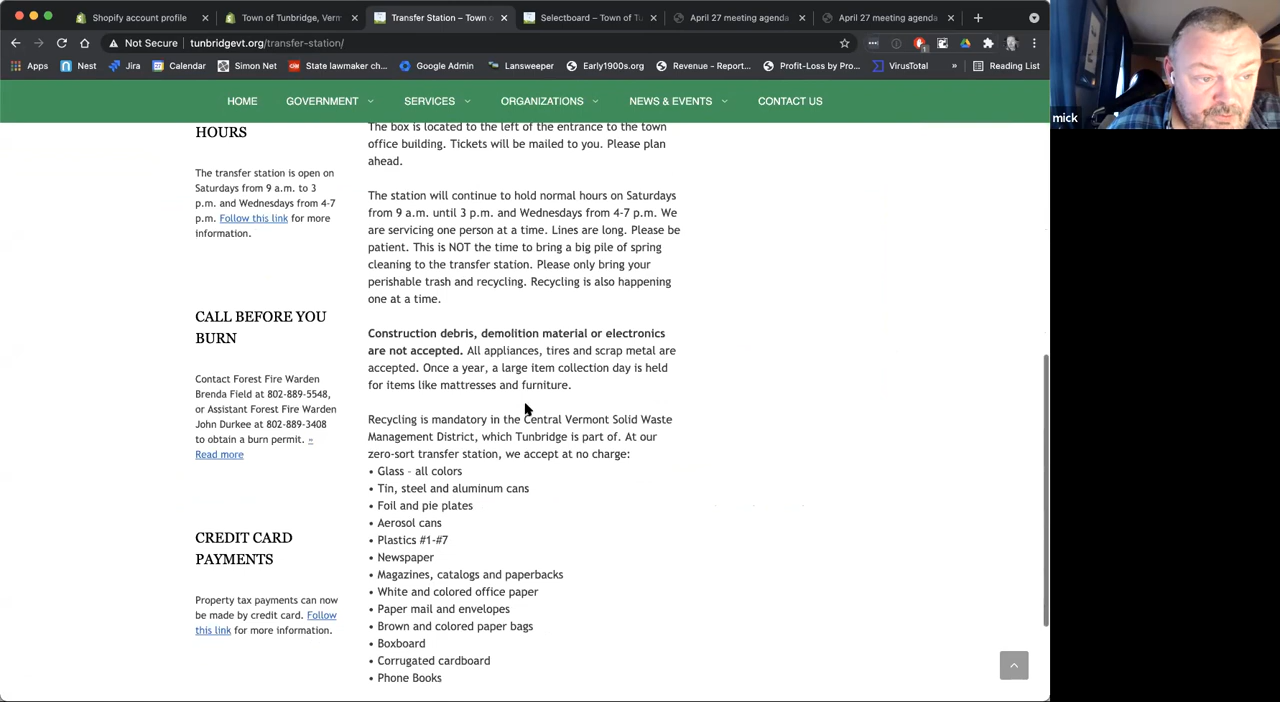 Shopify account profile
Town of Tunbridge, Verm
Transfer Station – Town o
Selectboard – Town of Tu
April 27 meeting agenda
April 27 meeting agenda
Not Secure
tunbridgevt.org/transfer-station/
Apps
Nest
Jira
Calendar
Simon Net
State lawmaker ch...
Google Admin
Lansweeper
Early1900s.org
Revenue - Report...
Profit-Loss by Pro...
VirusTotal
»
Reading List
mick
HOME
GOVERNMENT
SERVICES
ORGANIZATIONS
NEWS & EVENTS
CONTACT US
HOURS
The transfer station is open on
Saturdays from 9 a.m. to 3
p.m. and Wednesdays from 4-7
p.m. Follow this link for more
information.
CALL BEFORE YOU
BURN
Contact Forest Fire Warden
Brenda Field at 802-889-5548,
or Assistant Forest Fire Warden
John Durkee at 802-889-3408
to obtain a burn permit. »
Read more
CREDIT CARD
PAYMENTS
Property tax payments can now
be made by credit card. Follow
this link for more information.
The box is located to the left of the entrance to the town
office building. Tickets will be mailed to you. Please plan
ahead.
The station will continue to hold normal hours on Saturdays
from 9 a.m. until 3 p.m. and Wednesdays from 4-7 p.m. We
are servicing one person at a time. Lines are long. Please be
patient. This is NOT the time to bring a big pile of spring
cleaning to the transfer station. Please only bring your
perishable trash and recycling. Recycling is also happening
one at a time.
Construction debris, demolition material or electronics
are not accepted. All appliances, tires and scrap metal are
accepted. Once a year, a large item collection day is held
for items like mattresses and furniture.
Recycling is mandatory in the Central Vermont Solid Waste
Management District, which Tunbridge is part of. At our
zero-sort transfer station, we accept at no charge:
• Glass - all colors
• Tin, steel and aluminum cans
• Foil and pie plates
• Aerosol cans
• Plastics #1-#7
• Newspaper
• Magazines, catalogs and paperbacks
• White and colored office paper
• Paper mail and envelopes
• Brown and colored paper bags
• Boxboard
• Corrugated cardboard
• Phone Books